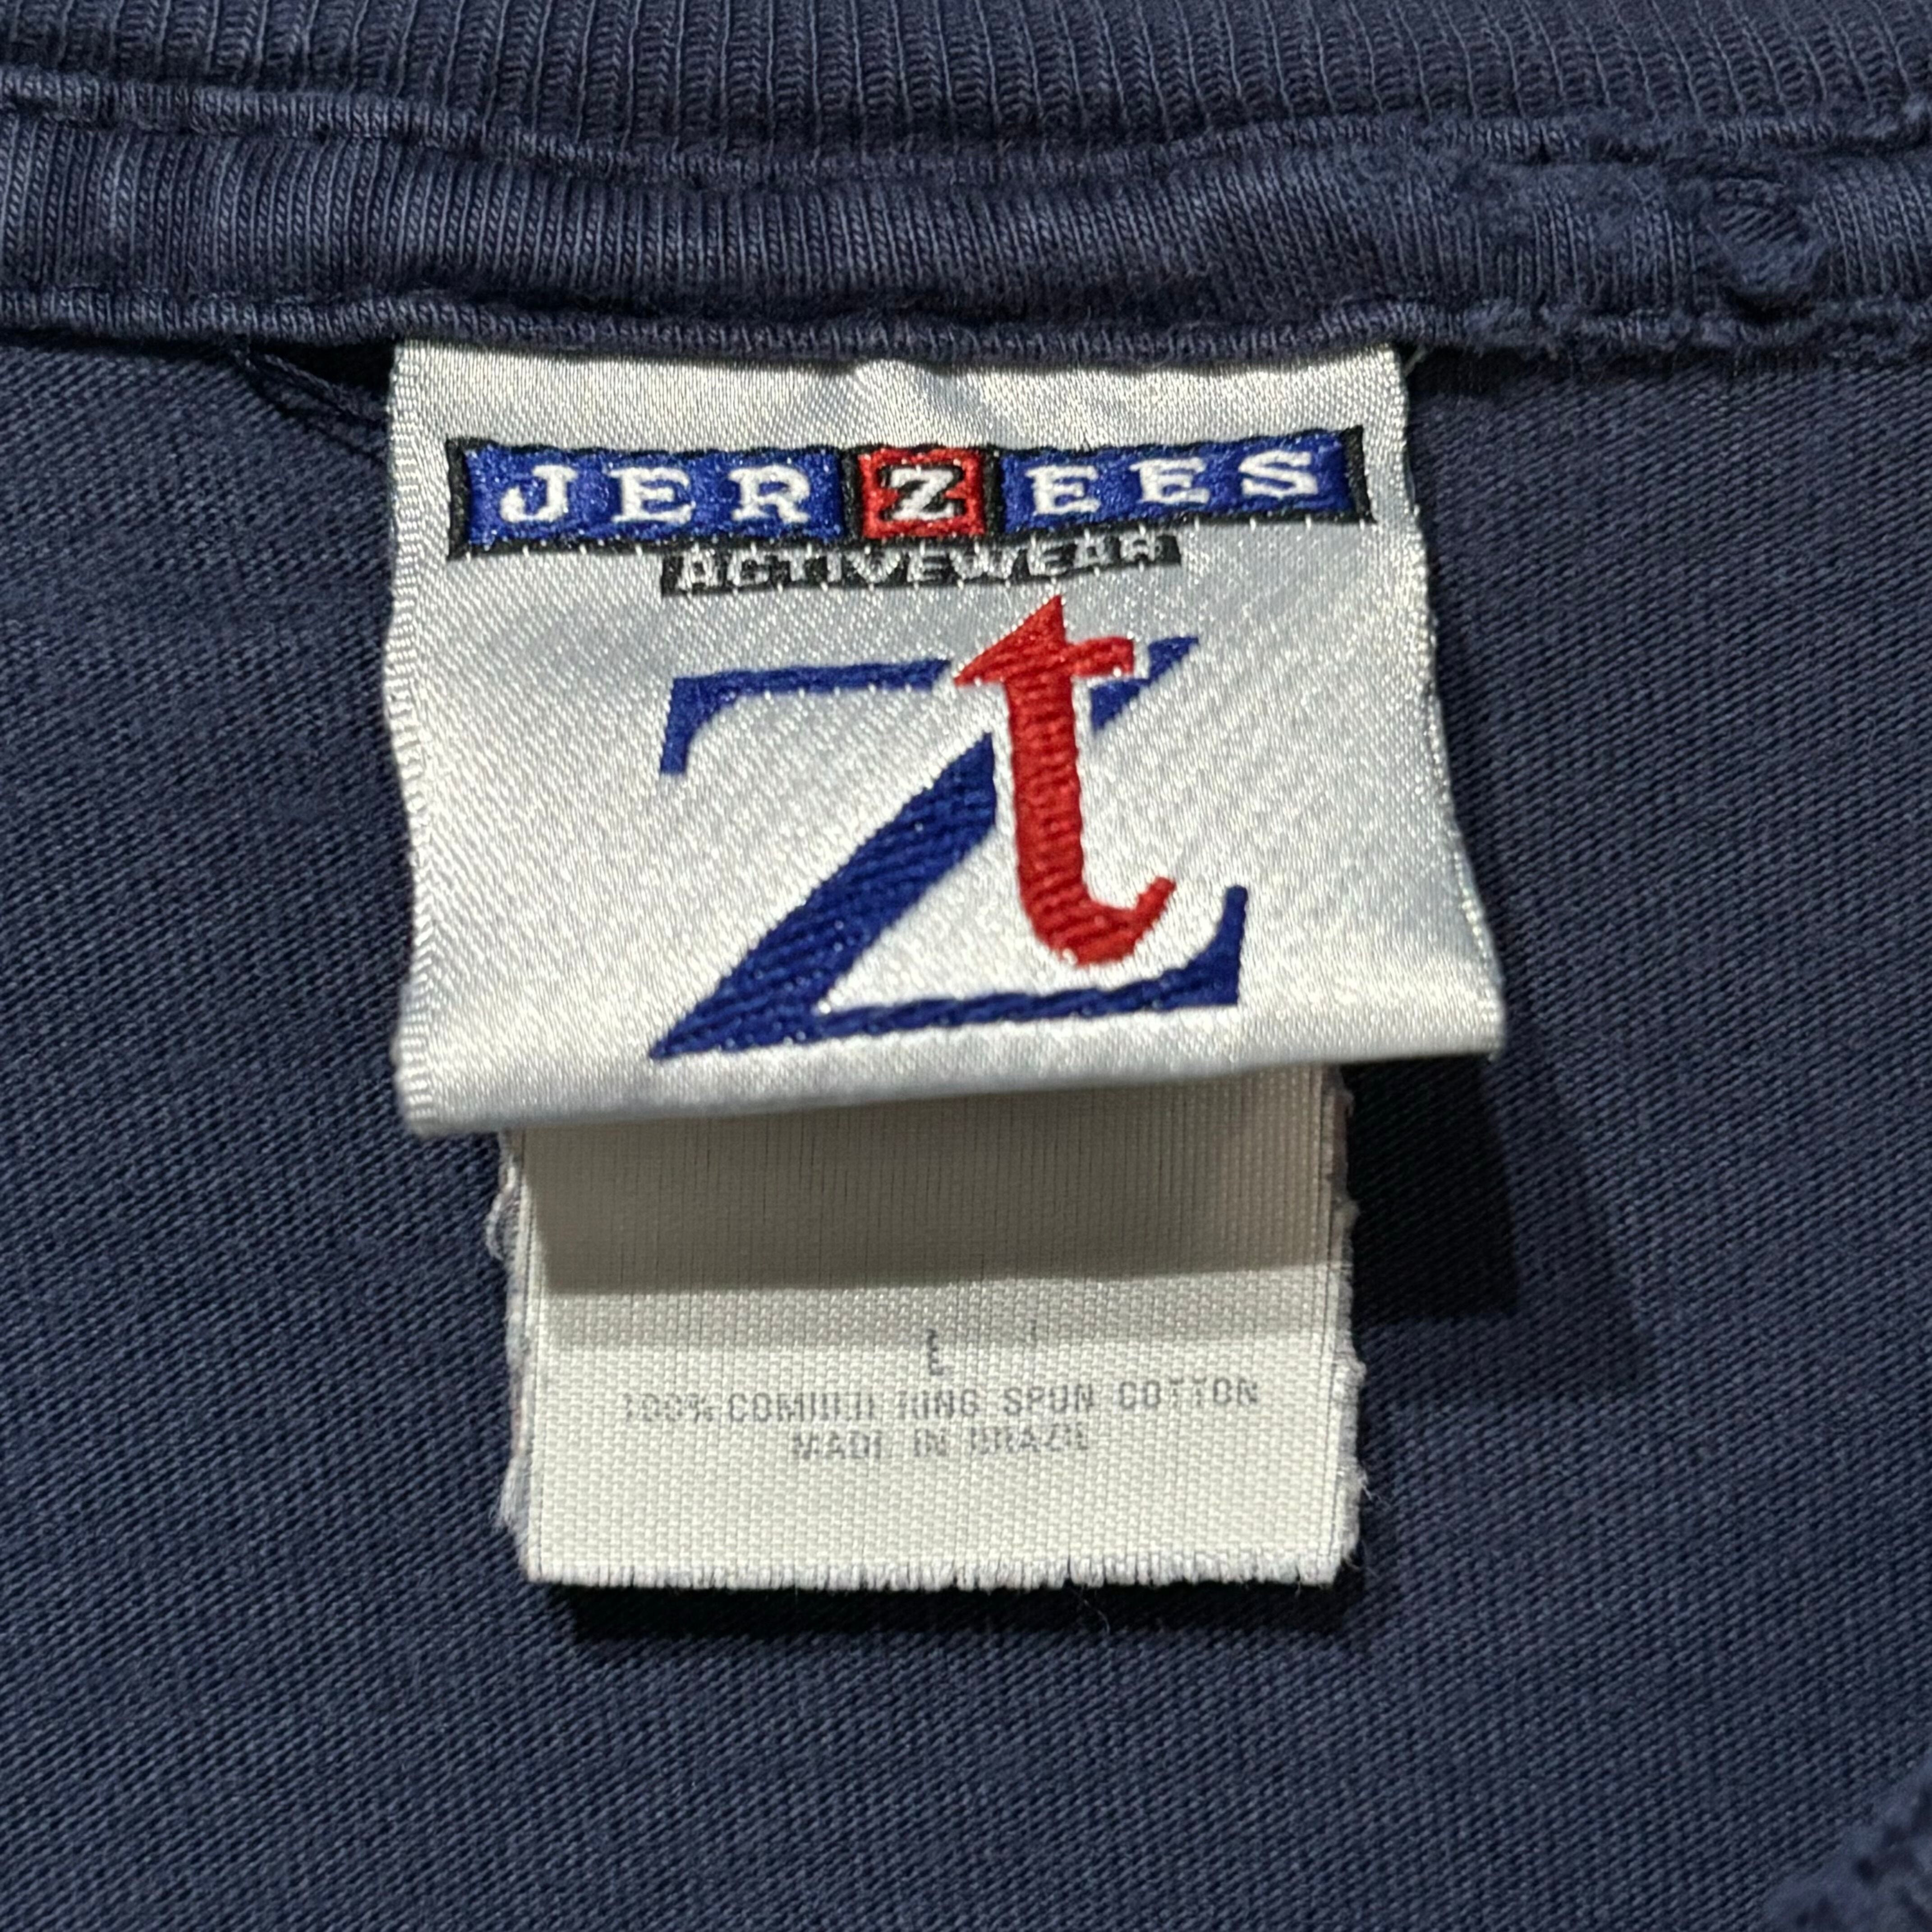 JERZEES
ACTIVEWEAR
Zt
L
100% COMBED RING SPUN COTTON
MADE IN BRAZIL